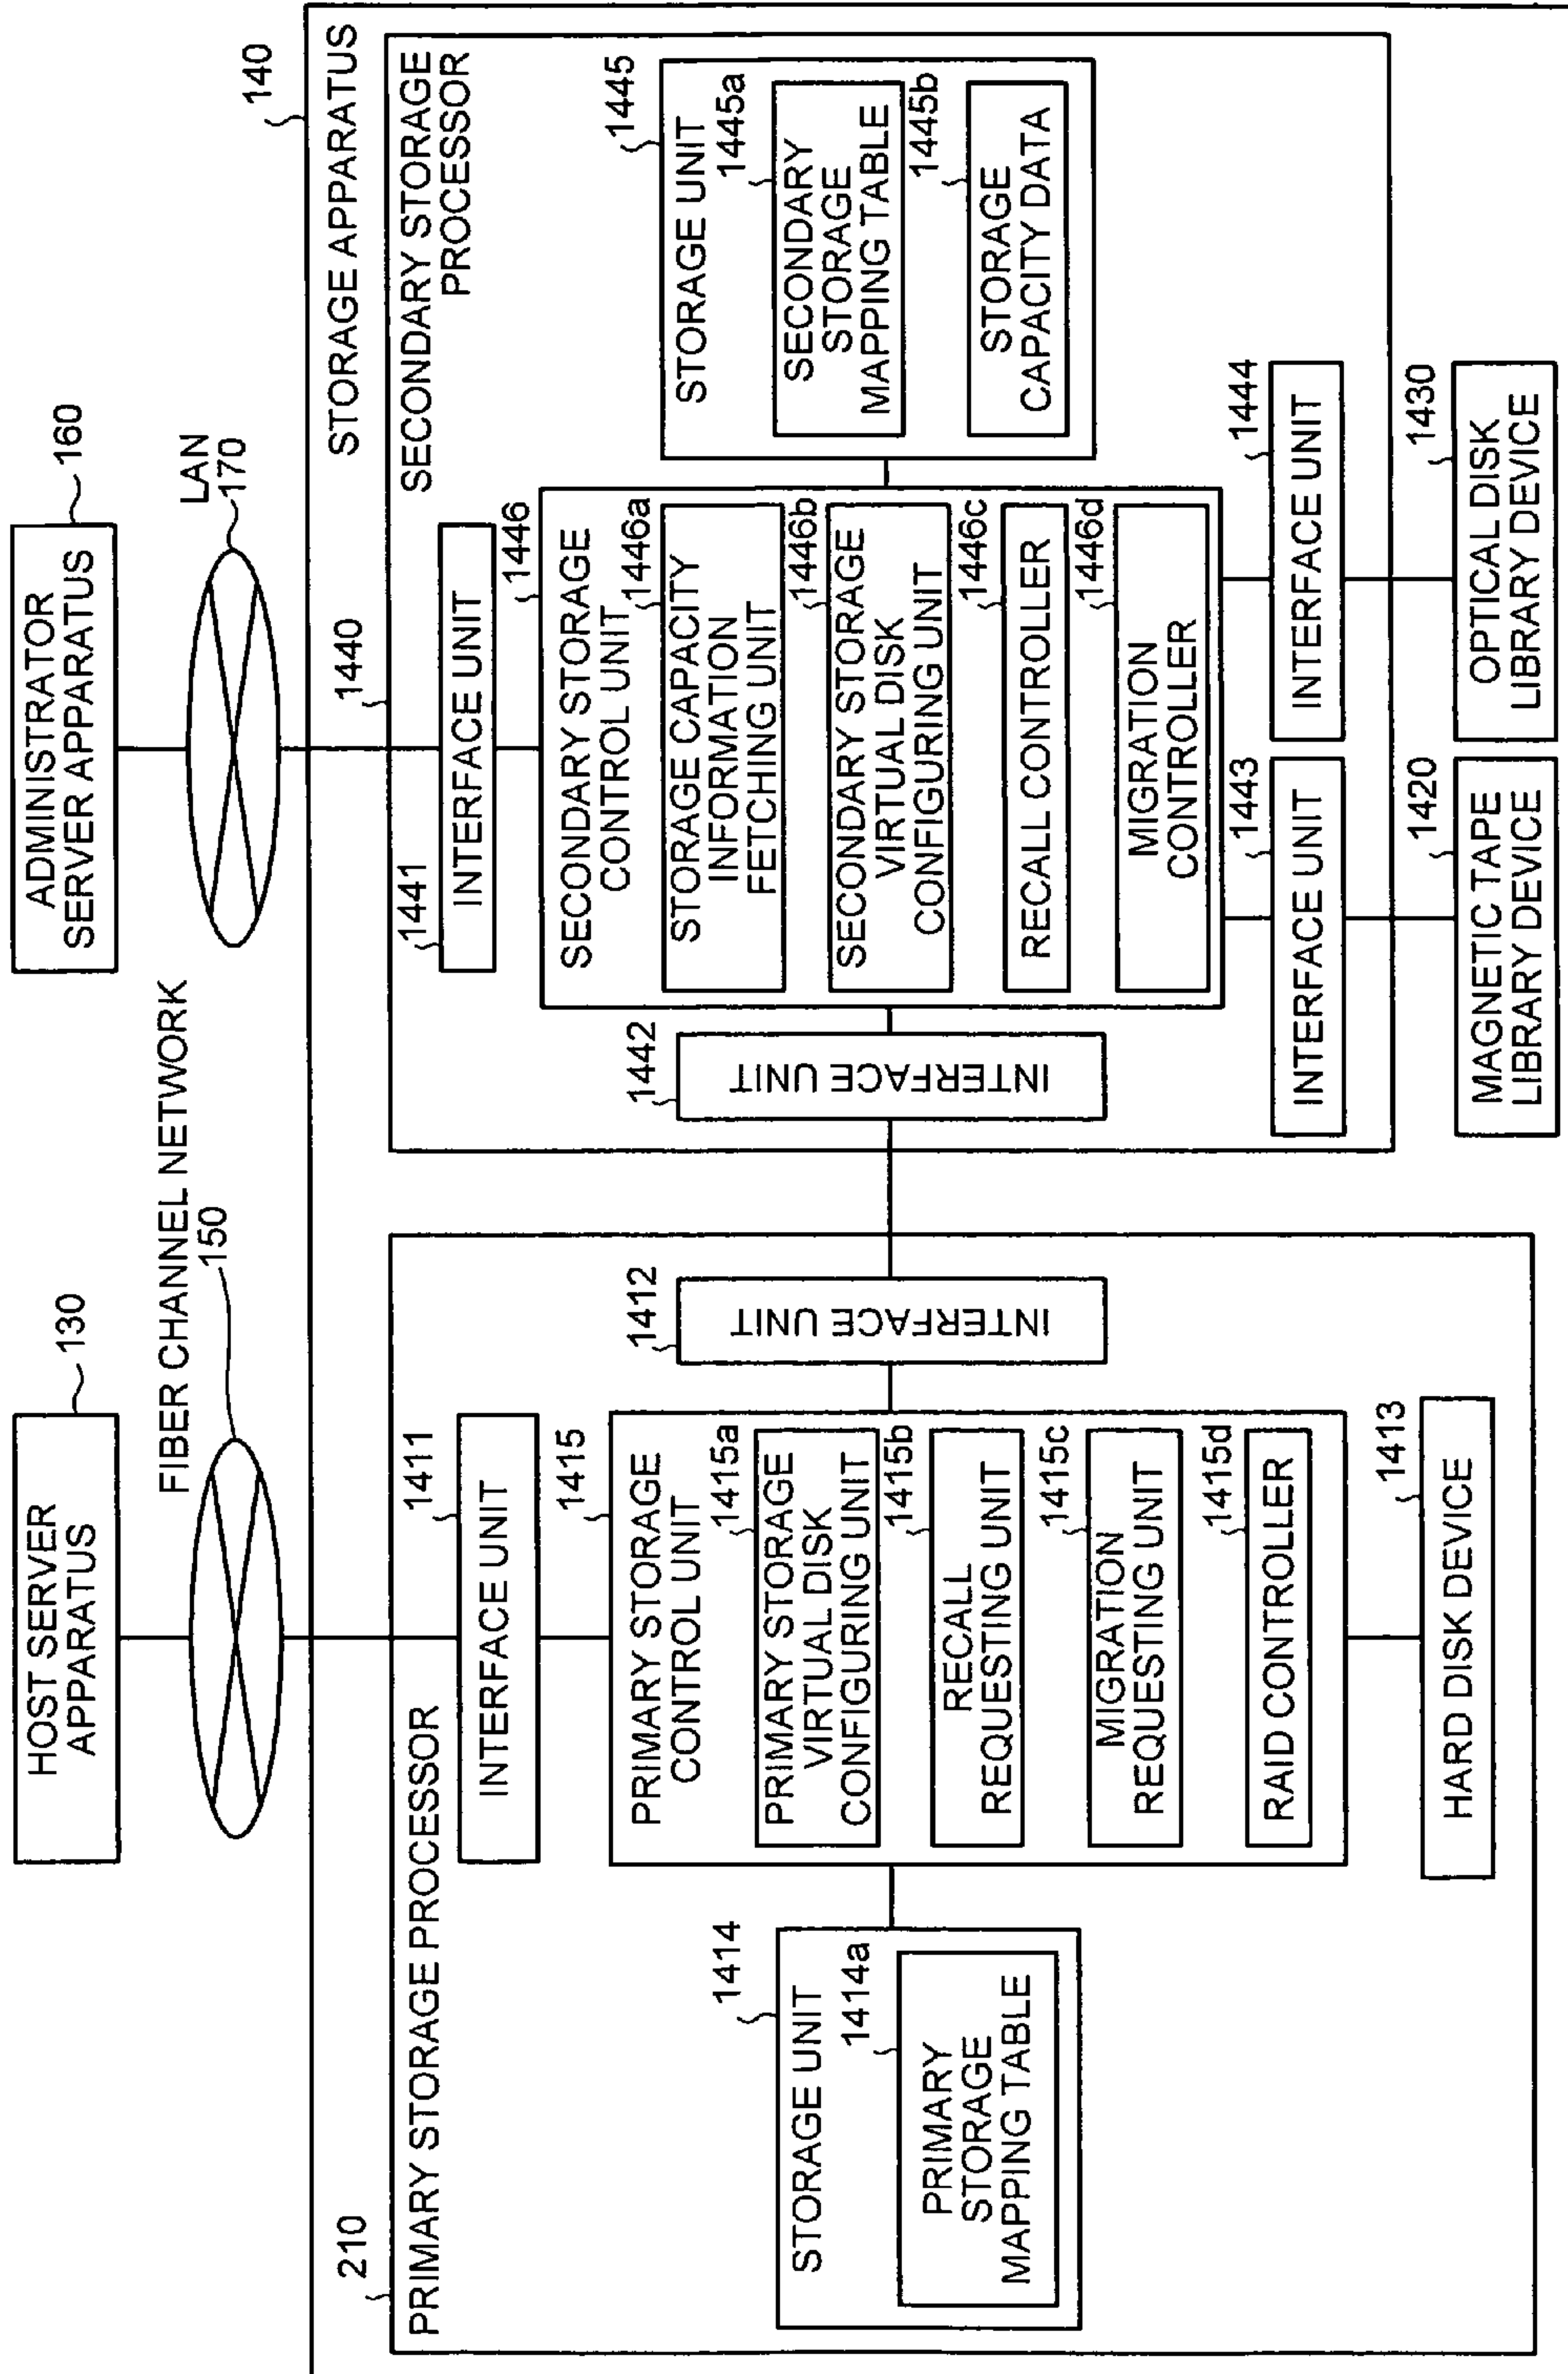 HOST SERVER
APPARATUS
130
FIBER CHANNEL NETWORK
150
ADMINISTRATOR
SERVER APPARATUS
160
LAN
170
140
STORAGE APPARATUS
210
PRIMARY STORAGE PROCESSOR
1411
INTERFACE UNIT
1415
PRIMARY STORAGE
CONTROL UNIT
1415a
PRIMARY STORAGE
VIRTUAL DISK
CONFIGURING UNIT
1415b
RECALL
REQUESTING UNIT
1415c
MIGRATION
REQUESTING UNIT
1415d
RAID CONTROLLER
1413
HARD DISK DEVICE
1414
STORAGE UNIT
1414a
PRIMARY
STORAGE
MAPPING TABLE
1412
INTERFACE UNIT
1440
SECONDARY STORAGE
PROCESSOR
1441
INTERFACE UNIT
1442
INTERFACE UNIT
1446
SECONDARY STORAGE
CONTROL UNIT
1446a
STORAGE CAPACITY
INFORMATION
FETCHING UNIT
1446b
SECONDARY STORAGE
VIRTUAL DISK
CONFIGURING UNIT
1446c
RECALL CONTROLLER
1446d
MIGRATION
CONTROLLER
1445
STORAGE UNIT
1445a
SECONDARY
STORAGE
MAPPING TABLE
1445b
STORAGE
CAPACITY DATA
1443
INTERFACE UNIT
1444
INTERFACE UNIT
1420
MAGNETIC TAPE
LIBRARY DEVICE
1430
OPTICAL DISK
LIBRARY DEVICE